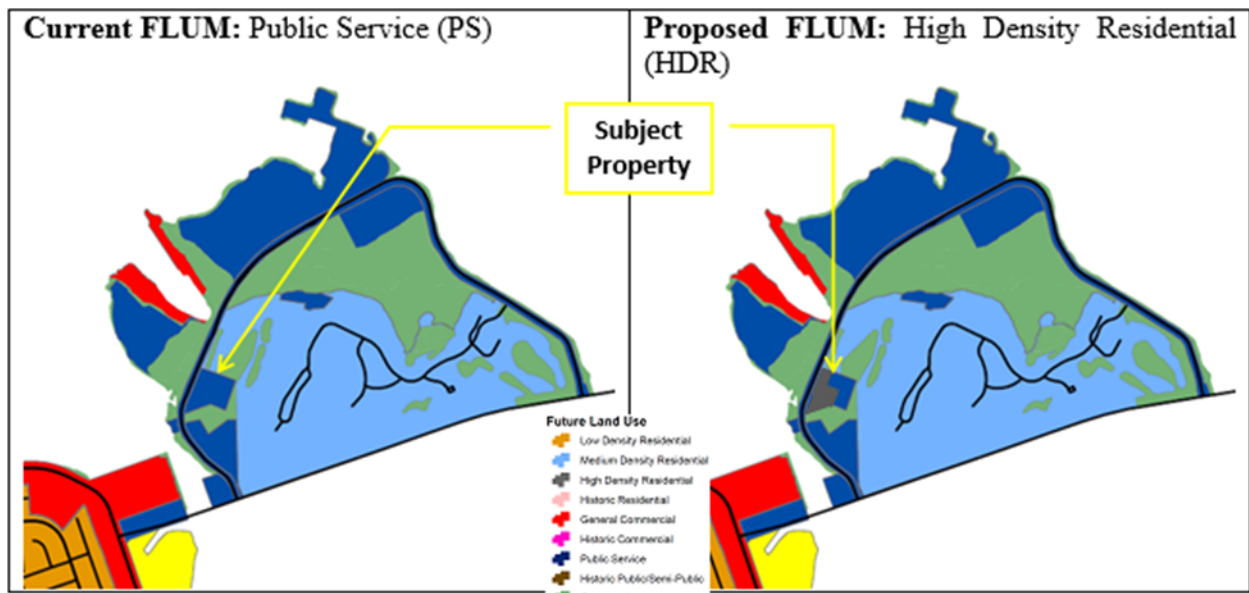 Current FLUM: Public Service (PS)
Proposed FLUM: High Density Residential
(HDR)
Subject
Property
Future Land Use
Low Density Residential
Medium Density Residential
High Density Residential
Historic Residential
General Commercial
Historic Commercial
Public Service
Historic Public/Semi-Public